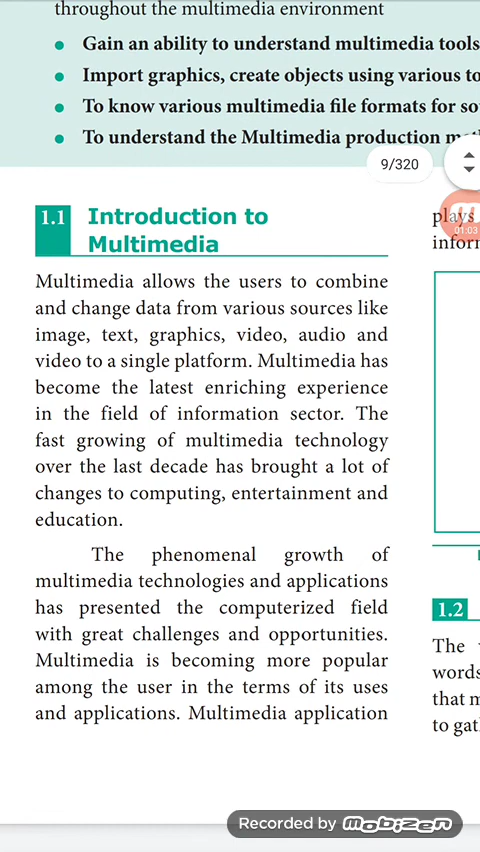 throughout the multimedia environment
Gain an ability to understand multimedia tools
Import graphics, create objects using various
To know various multimedia file formats for
To understand the Multimedia production
9/320
1.1 Introduction to
Multimedia
Multimedia allows the users to combine
and change data from various sources like
image, text, graphics, video, audio and
video to a single platform. Multimedia has
become the latest enriching experience
in the field of information sector. The
fast growing of multimedia technology
over the last decade has brought a lot of
changes to computing, entertainment and
education.
The phenomenal growth of
multimedia technologies and applications
has presented the computerized field
with great challenges and opportunities.
Multimedia is becoming more popular
among the user in the terms of its uses
and applications. Multimedia application
plays
01:03
1.2
The
words
that
Recorded by mobizen